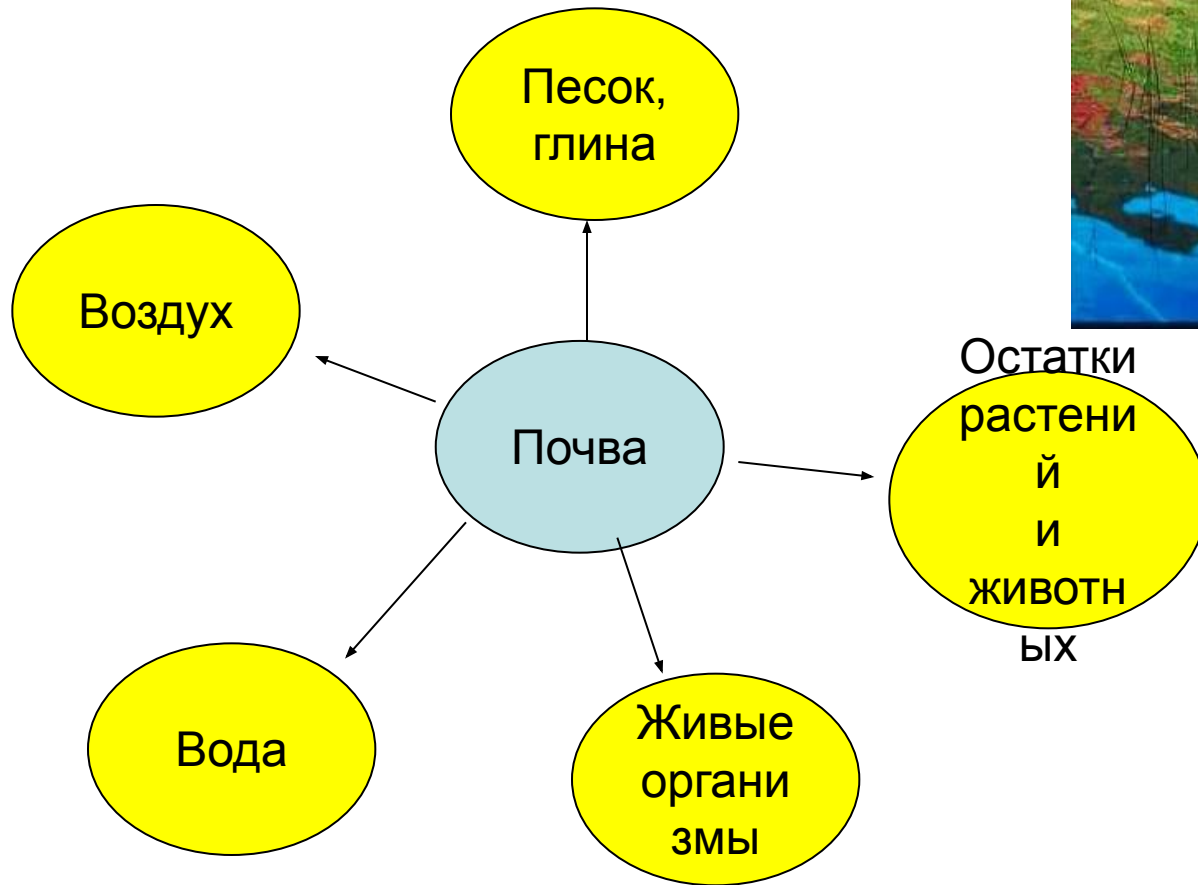 Песок,
глина
Воздух
Почва
Остатки
растени
й
и
животн
ых
Вода
Живые
органи
змы